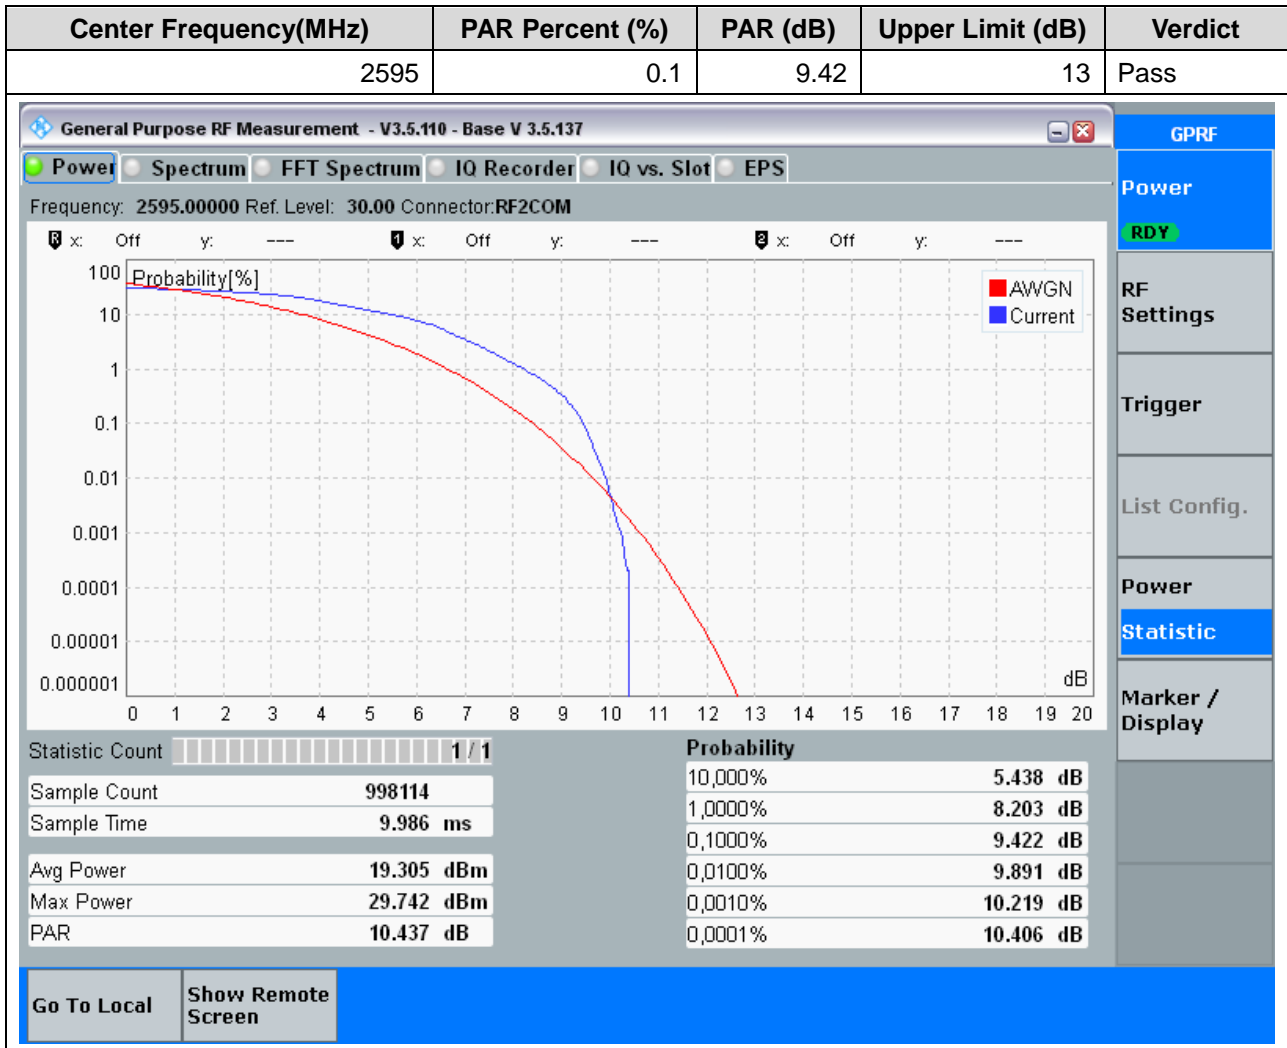 Center Frequency(MHz) PAR Percent (%) PAR (dB) Upper Limit (dB) Verdict
2595 0.1 9.42 13 Pass
General Purpose RF Measurement - V3.5.110 - Base V 3.5.137
GPRF
Power Spectrum FFT Spectrum IQ Recorder IQ vs. Slot EPS
Frequency: 2595.00000 Ref. Level: 30.00 Connector:RF2COM
R x: Off y: --- 1 x: Off y: --- 2 x: Off y: ---
Probability[%]
AWGN
Current
100
10
1
0.1
0.01
0.001
0.0001
0.00001
0.000001
dB
0 1 2 3 4 5 6 7 8 9 10 11 12 13 14 15 16 17 18 19 20
Statistic Count 1 / 1
Sample Count 998114
Sample Time 9.986 ms
Avg Power 19.305 dBm
Max Power 29.742 dBm
PAR 10.437 dB
Probability
10,000% 5.438 dB
1,0000% 8.203 dB
0,1000% 9.422 dB
0,0100% 9.891 dB
0,0010% 10.219 dB
0,0001% 10.406 dB
Power
RDY
RF
Settings
Trigger
List Config.
Power
Statistic
Marker /
Display
Go To Local
Show Remote
Screen